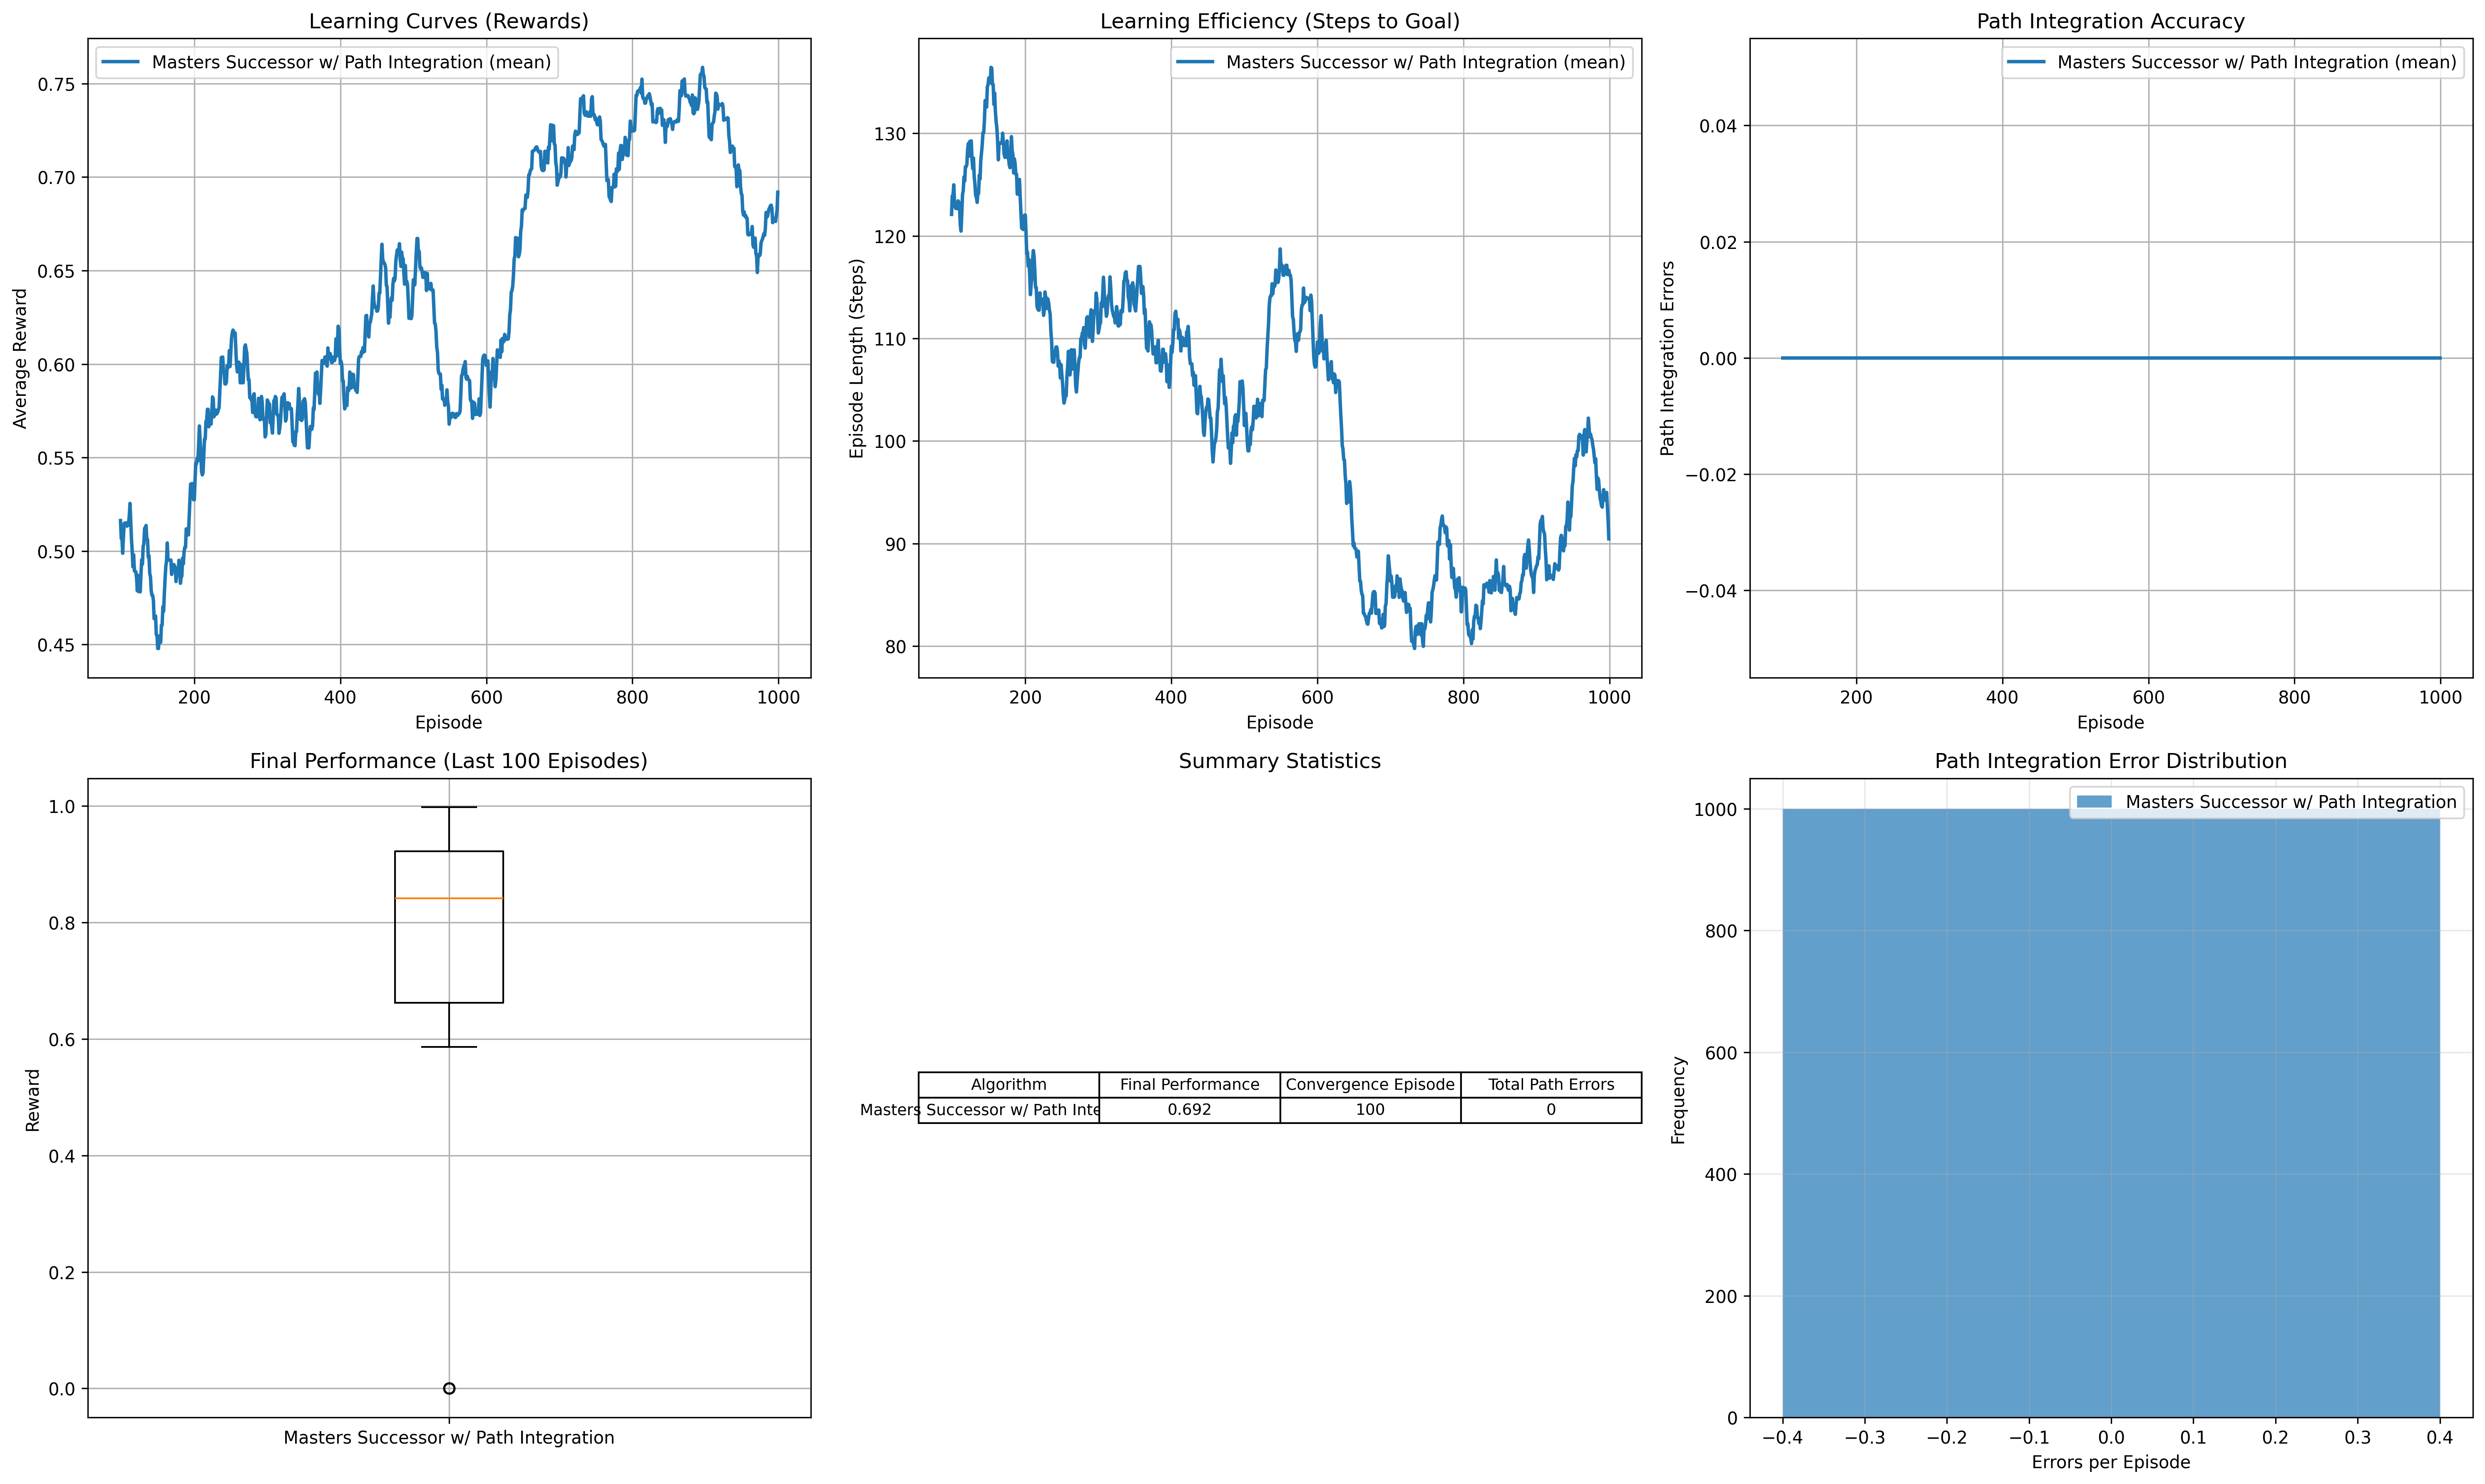 Learning Curves (Rewards)
Masters Successor w/ Path Integration (mean)
0.75
0.70
0.65
0.60
0.55
0.50
0.45
Average Reward
200
400
600
800
1000
Episode
Learning Efficiency (Steps to Goal)
Masters Successor w/ Path Integration (mean)
130
120
110
100
90
80
Episode Length (Steps)
200
400
600
800
1000
Episode
Path Integration Accuracy
Masters Successor w/ Path Integration (mean)
0.04
0.02
0.00
−0.02
−0.04
Path Integration Errors
200
400
600
800
1000
Episode
Final Performance (Last 100 Episodes)
1.0
0.8
0.6
0.4
0.2
0.0
Reward
Masters Successor w/ Path Integration
Summary Statistics
Algorithm Final Performance Convergence Episode Total Path Errors
Masters Successor w/ Path Inte 0.692 100 0
Path Integration Error Distribution
Masters Successor w/ Path Integration
1000
800
600
400
200
0
Frequency
−0.4
−0.3
−0.2
−0.1
0.0
0.1
0.2
0.3
0.4
Errors per Episode